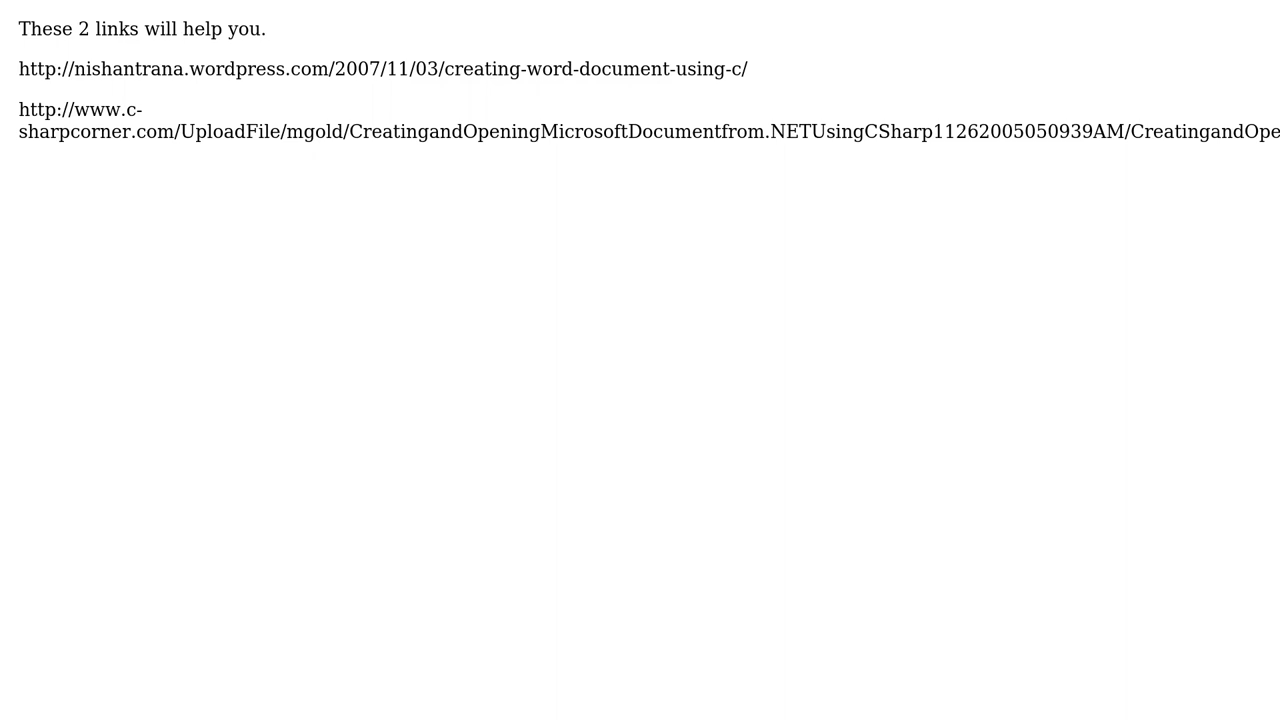 These 2 links will help you.
http://nishantrana.wordpress.com/2007/11/03/creating-word-document-using-c/
http://www.c-
sharpcorner.com/UploadFile/mgold/CreatingandOpeningMicrosoftDocumentfrom.NETUsingCSharp11262005050939AM/CreatingandOpe